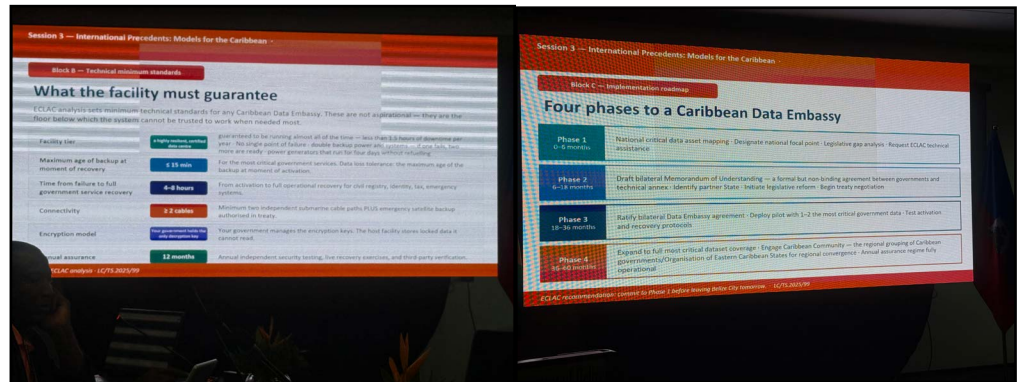 Session 3 — International Precedents: Models for the Caribbean -
Block B — Technical minimum standards
What the facility must guarantee
ECLAC analysis sets minimum technical standards for any Caribbean Data Embassy. These are not aspirational — they are the
floor below which the system cannot be trusted to work when needed most.
Facility tier
guaranteed to be running almost all of the time — less than 1.5 hours of downtime per
year · No single point of failure · double backup power
more are ready · power generators that run for four days without refuelling
Maximum age of backup at
moment of recovery
≤ 15 min
For the most critical government services. Data loss tolerance: the maximum age of the
backup at moment of activation.
Time from failure to full
government service recovery
4–8 hours
From activation to full operational recovery for civil registry, identity, tax, emergency
systems.
Connectivity
≥ 2 cables
Minimum two independent submarine cable paths PLUS emergency satellite backup
authorised in treaty.
Encryption model
Your government holds the
only decryption key
Your government manages the encryption keys. The host facility stores locked data it
cannot read.
assurance
12 months
Annual independent security testing, live recovery exercises, and third-party verification.
ECLAC analysis · LC/TS.2025/99
Session 3 — International Precedents: Models for the Caribbean -
Block C — Implementation roadmap
Four phases to a Caribbean Data Embassy
Phase 1
0–6 months
National critical data asset mapping · Designate national focal point · Legislative gap analysis · Request ECLAC technical
assistance
Phase 2
6–18 months
Draft bilateral Memorandum of Understanding — a formal but non-binding agreement between governments and
technical annex · Identify partner State · Initiate legislative reform · Begin treaty negotiation
Phase 3
18–36 months
Ratify bilateral Data Embassy agreement · Deploy pilot with 1–2 the most critical government data · Test activation
and recovery protocols
Phase 4
36–60 months
Expand to full most critical dataset coverage · Engage Caribbean Community — the regional grouping of Caribbean
governments/Organisation of Eastern Caribbean States for regional convergence · Annual assurance regime fully
operational
ECLAC recommendation: commit to Phase 1 before leaving Belize City tomorrow. · LC/TS.2025/99